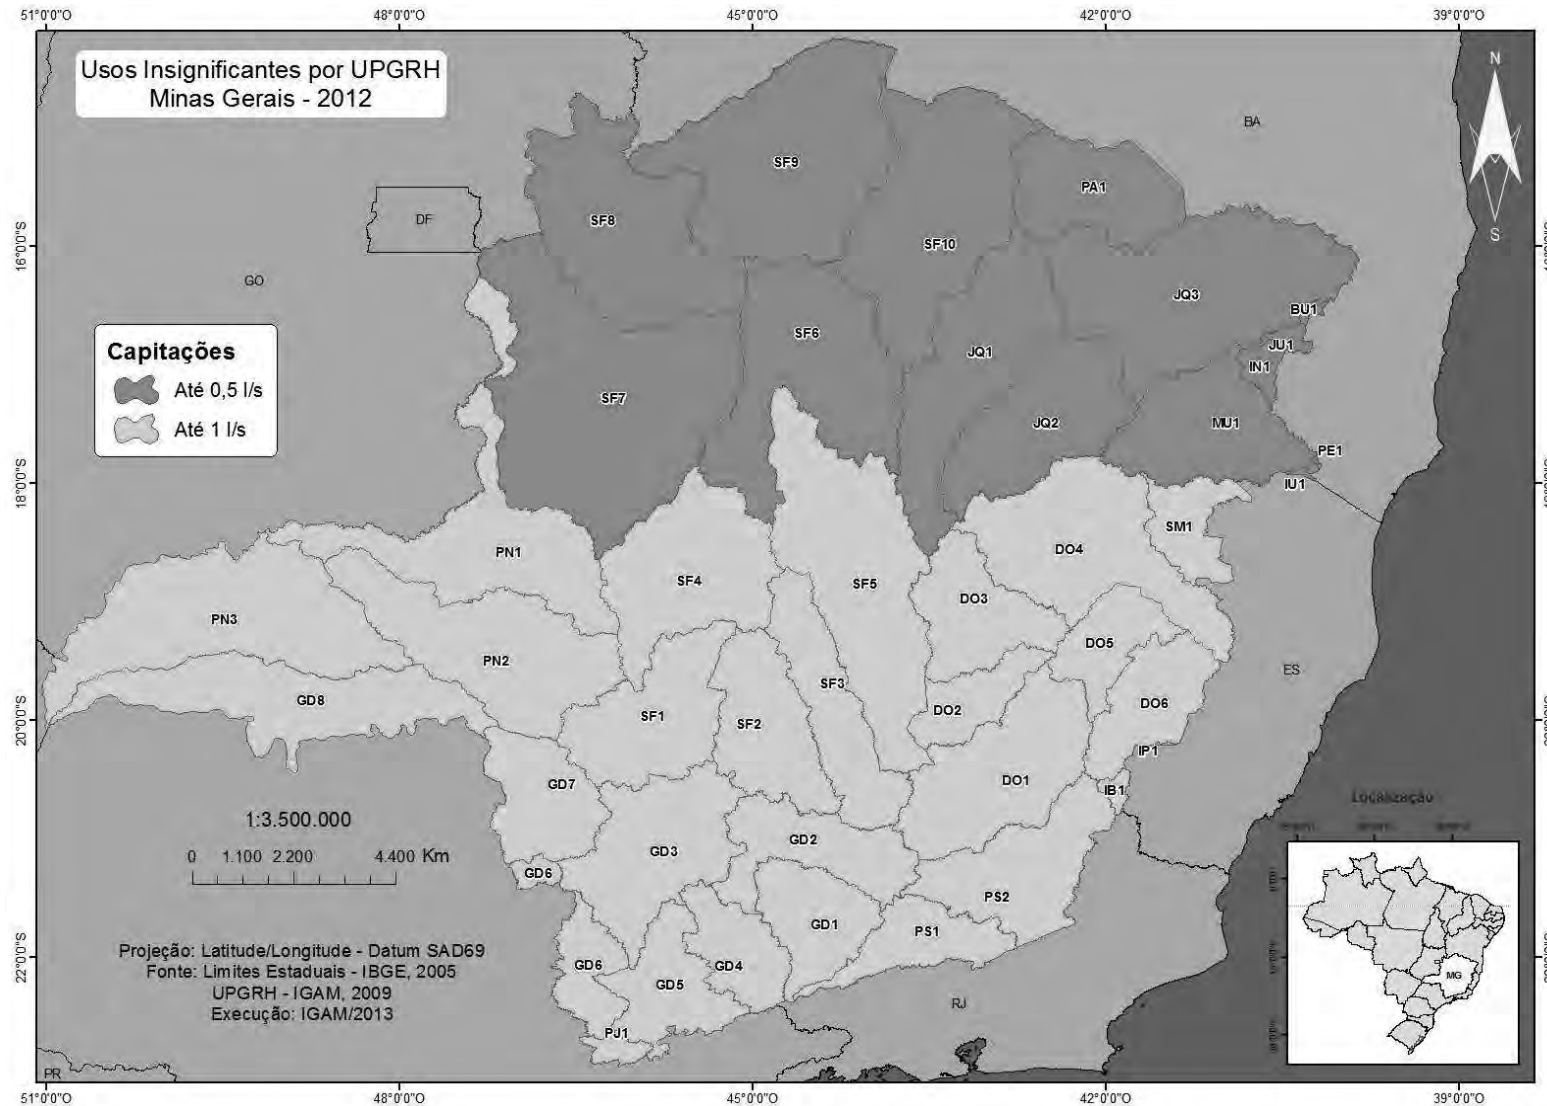 51°0'0"O
48°0'0"O
45°0'0"O
42°0'0"O
39°0'0"O
Usos Insignificantes por UPGRH
Minas Gerais - 2012
N
S
BA
SF9
PA1
SF8
DF
SF10
16°0'0"S
GO
JQ3
BU1
SF6
JU1
JQ1
IN1
Capitações
Até 0,5 l/s
Até 1 l/s
SF7
JQ2
MU1
PE1
18°0'0"S
IU1
SM1
PN1
DO4
SF4
SF5
DO3
PN3
DO5
PN2
ES
SF3
GD8
DO6
DO2
SF1
SF2
20°0'0"S
IP1
DO1
GD7
IB1
Localização
1:3.500.000
GD2
GD3
0 1.100 2.200 4.400 Km
GD6
PS2
GD1
PS1
Projeção: Latitude/Longitude - Datum SAD69
Fonte: Limites Estaduais - IBGE, 2005
UPGRH - IGAM, 2009
Execução: IGAM/2013
22°0'0"S
GD6
GD4
GD5
MG
RJ
PJ1
PR
51°0'0"O
48°0'0"O
45°0'0"O
42°0'0"O
39°0'0"O